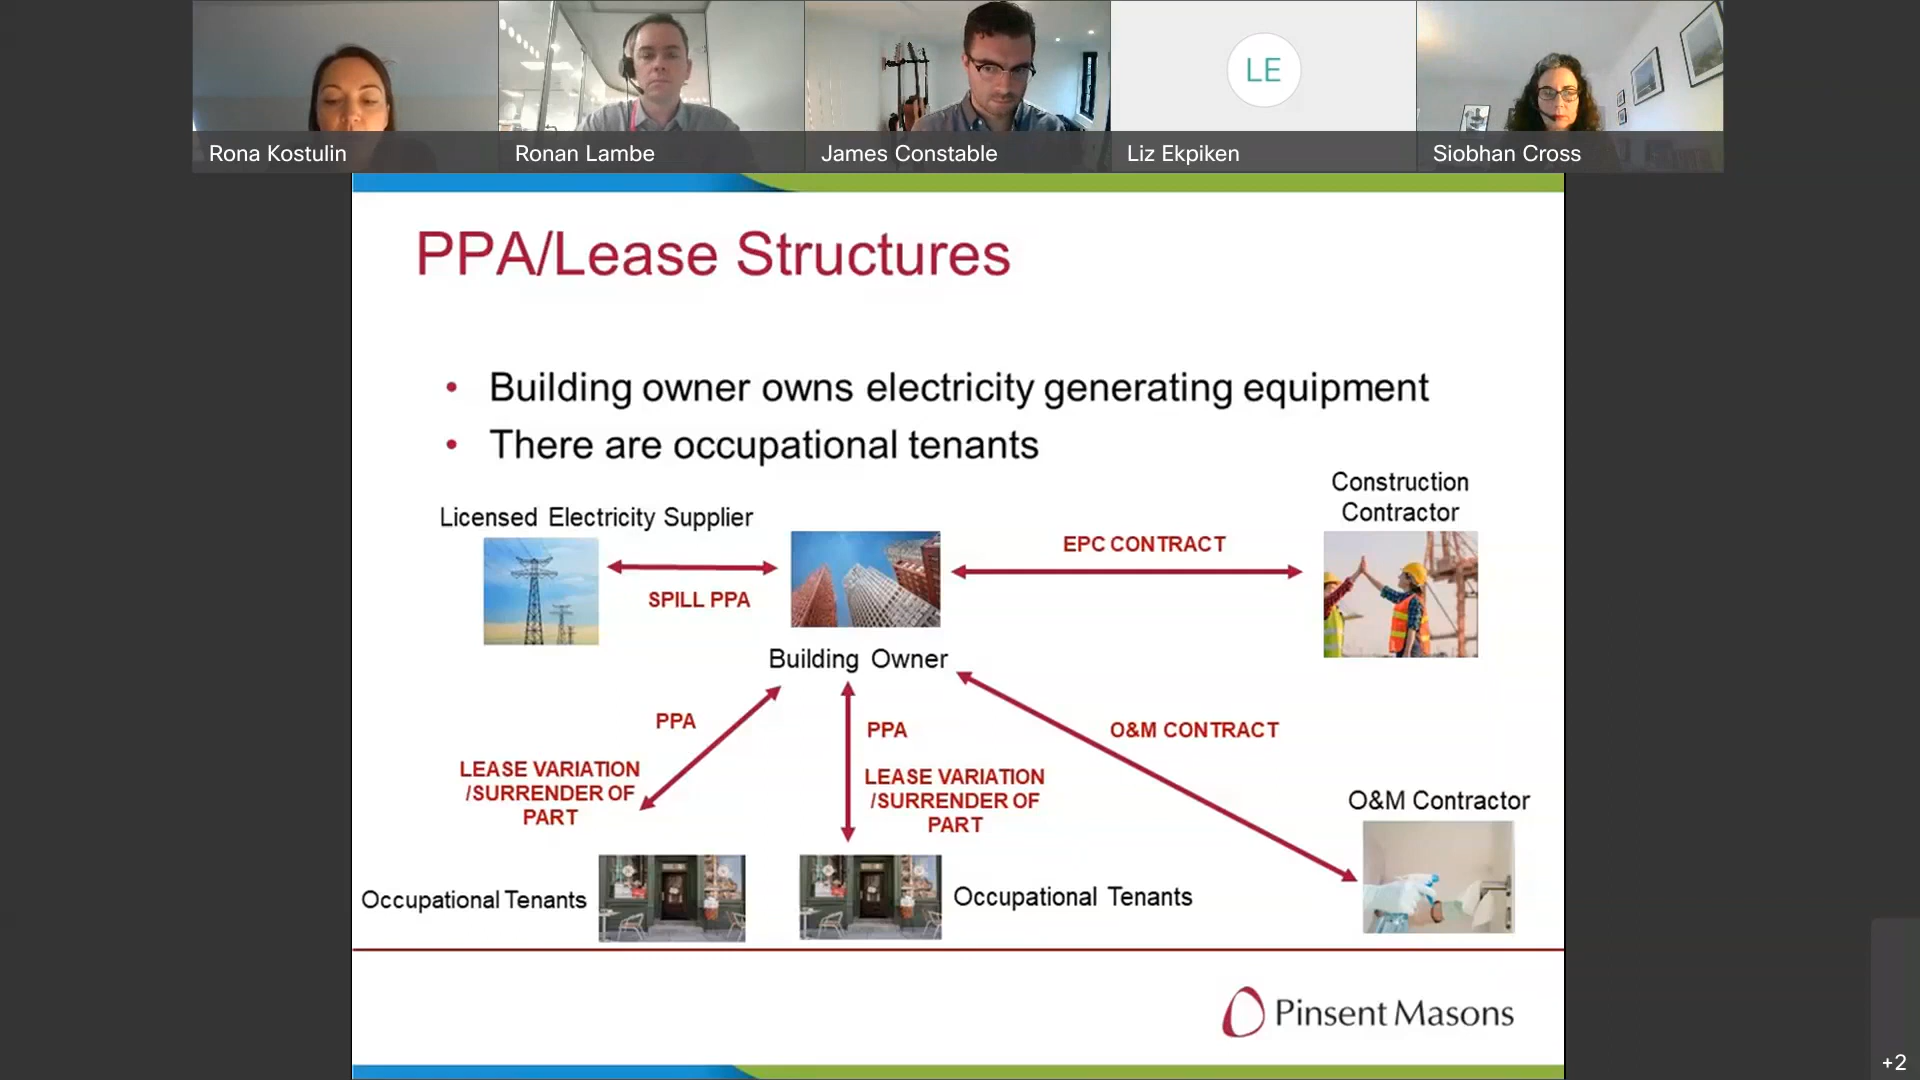 Rona Kostulin
Ronan Lambe
James Constable
LE
Liz Ekpiken
Siobhan Cross
PPA/Lease Structures
• Building owner owns electricity generating equipment
• There are occupational tenants
Licensed Electricity Supplier
SPILL PPA
Building Owner
EPC CONTRACT
Construction
Contractor
PPA
LEASE VARIATION
/SURRENDER OF
PART
PPA
LEASE VARIATION
/SURRENDER OF
PART
O&M CONTRACT
O&M Contractor
Occupational Tenants
Occupational Tenants
Pinsent Masons
+2